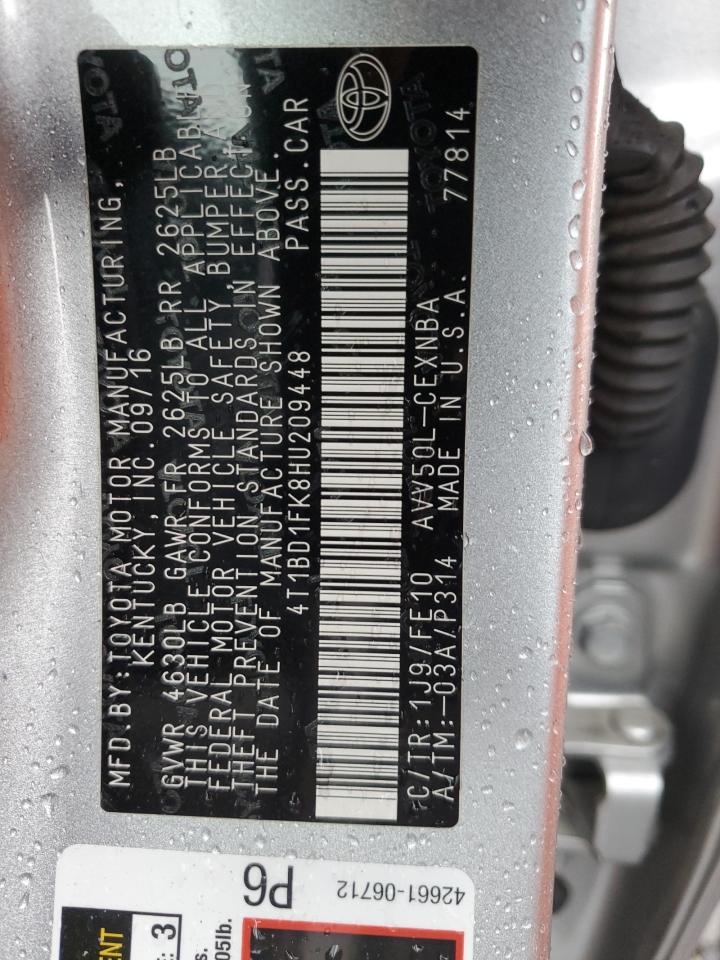 MFD.BY:TOYOTA MOTOR MANUFACTURING,
KENTUCKY INC. 09/16
GVWR 4630LB GAWR FR 2625LB RR 2625LB
THIS VEHICLE CONFORMS TO ALL APPLICABLE
FEDERAL MOTOR VEHICLE SAFETY, BUMPER, AND
THEFT PREVENTION STANDARDS IN EFFECT ON
THE DATE OF MANUFACTURE SHOWN ABOVE.
4T1BD1FK8HU209448 PASS.CAR
C/TR:1J9/FE10 AVV50L-CEXNBA
A/TM:-03A/P314 MADE IN U.S.A. 77814
P6
42661-06712
3
05lb.